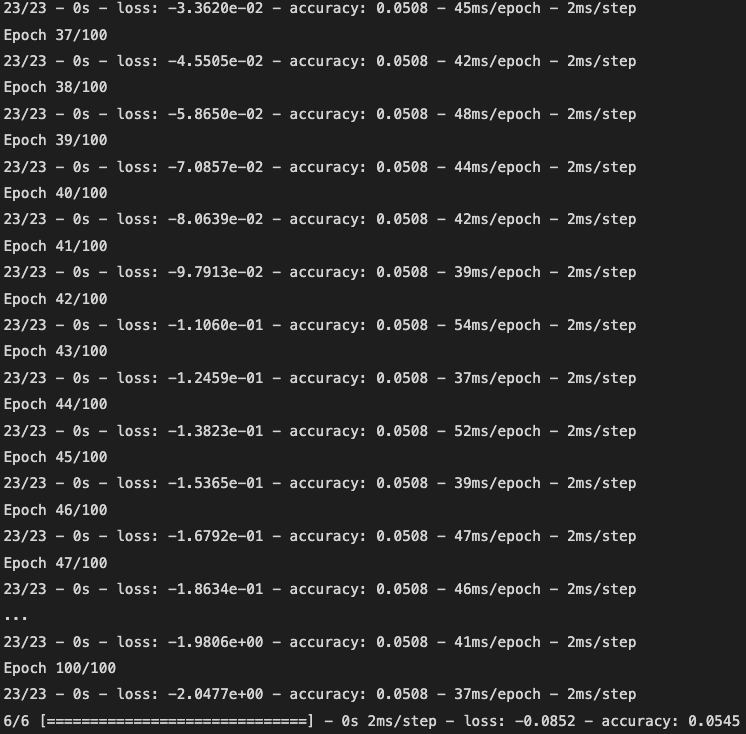 23/23 - 0s - loss: -3.3620e-02 - accuracy: 0.0508 - 45ms/epoch - 2ms/step
Epoch 37/100
23/23 - 0s - loss: -4.5505e-02 - accuracy: 0.0508 - 42ms/epoch - 2ms/step
Epoch 38/100
23/23 - 0s - loss: -5.8650e-02 - accuracy: 0.0508 - 48ms/epoch - 2ms/step
Epoch 39/100
23/23 - 0s - loss: -7.0857e-02 - accuracy: 0.0508 - 44ms/epoch - 2ms/step
Epoch 40/100
23/23 - 0s - loss: -8.0639e-02 - accuracy: 0.0508 - 42ms/epoch - 2ms/step
Epoch 41/100
23/23 - 0s - loss: -9.7913e-02 - accuracy: 0.0508 - 39ms/epoch - 2ms/step
Epoch 42/100
23/23 - 0s - loss: -1.1060e-01 - accuracy: 0.0508 - 54ms/epoch - 2ms/step
Epoch 43/100
23/23 - 0s - loss: -1.2459e-01 - accuracy: 0.0508 - 37ms/epoch - 2ms/step
Epoch 44/100
23/23 - 0s - loss: -1.3823e-01 - accuracy: 0.0508 - 52ms/epoch - 2ms/step
Epoch 45/100
23/23 - 0s - loss: -1.5365e-01 - accuracy: 0.0508 - 39ms/epoch - 2ms/step
Epoch 46/100
23/23 - 0s - loss: -1.6792e-01 - accuracy: 0.0508 - 47ms/epoch - 2ms/step
Epoch 47/100
23/23 - 0s - loss: -1.8634e-01 - accuracy: 0.0508 - 46ms/epoch - 2ms/step
...
23/23 - 0s - loss: -1.9806e+00 - accuracy: 0.0508 - 41ms/epoch - 2ms/step
Epoch 100/100
23/23 - 0s - loss: -2.0477e+00 - accuracy: 0.0508 - 37ms/epoch - 2ms/step
6/6 [==============================] - 0s 2ms/step - loss: -0.0852 - accuracy: 0.0545